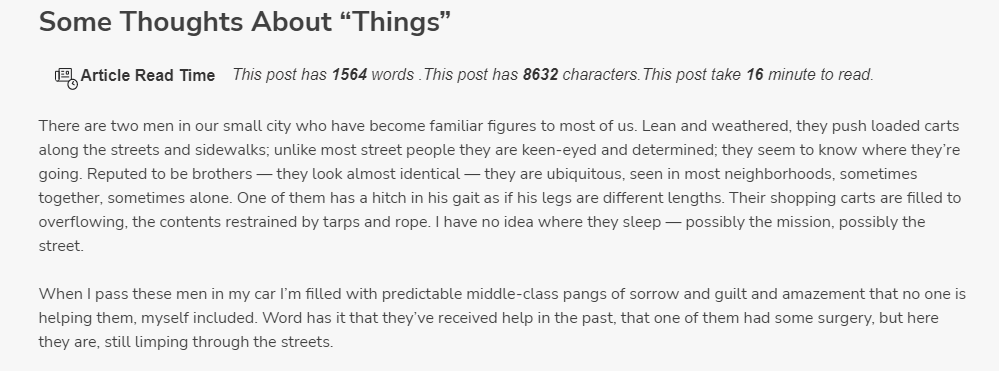 Some Thoughts About “Things”
Article Read Time This post has 1564 words .This post has 8632 characters.This post take 16 minute to read.
There are two men in our small city who have become familiar figures to most of us. Lean and weathered, they push loaded carts
along the streets and sidewalks; unlike most street people they are keen-eyed and determined; they seem to know where they’re
going. Reputed to be brothers — they look almost identical — they are ubiquitous, seen in most neighborhoods, sometimes
together, sometimes alone. One of them has a hitch in his gait as if his legs are different lengths. Their shopping carts are filled to
overflowing, the contents restrained by tarps and rope. I have no idea where they sleep — possibly the mission, possibly the
street.
When I pass these men in my car I’m filled with predictable middle-class pangs of sorrow and guilt and amazement that no one is
helping them, myself included. Word has it that they’ve received help in the past, that one of them had some surgery, but here
they are, still limping through the streets.